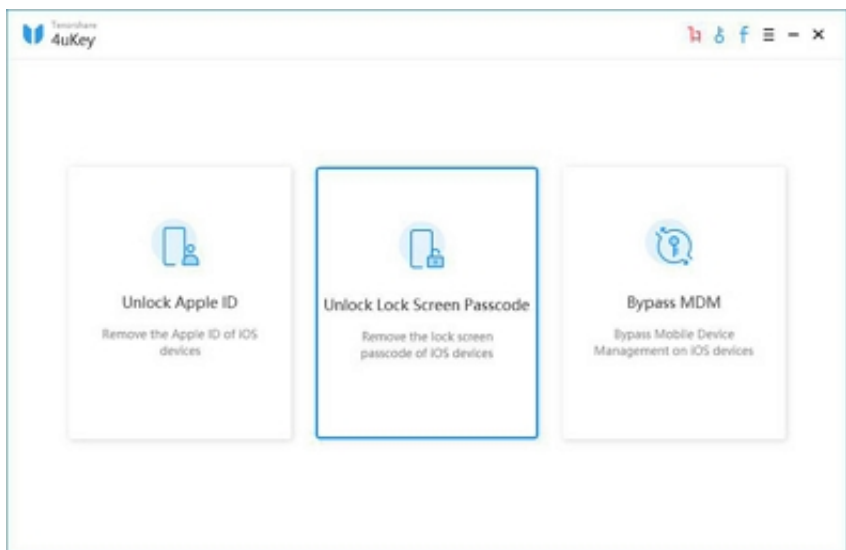 Tenorshare
4uKey
Unlock Apple ID
Remove the Apple ID of iOS
devices
Unlock Lock Screen Passcode
Remove the lock screen
passcode of iOS devices
Bypass MDM
Bypass Mobile Device
Management on iOS devices